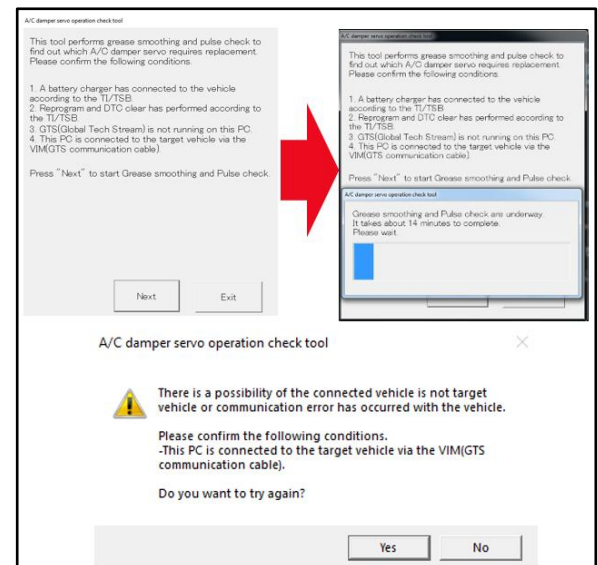 A/C damper servo operation check tool
This tool performs grease smoothing and pulse check to
find out which A/C damper servo requires replacement.
Please confirm the following conditions.
1. A battery charger has connected to the vehicle
according to the TI/TSB.
2. Reprogram and DTC clear has performed according to
the TI/TSB.
3. GTS(Global Tech Stream) is not running on this PC.
4. This PC is connected to the target vehicle via the
VIM(GTS communication cable).
Press "Next" to start Grease smoothing and Pulse check.
Next
Exit
A/C damper servo operation check tool
This tool performs grease smoothing and pulse check to
find out which A/C damper servo requires replacement.
Please confirm the following conditions.
1. A battery charger has connected to the vehicle
according to the TI/TSB.
2. Reprogram and DTC clear has performed according to
the TI/TSB.
3. GTS(Global Tech Stream) is not running on this PC.
4. This PC is connected to the target vehicle via the
VIM(GTS communication cable).
Press "Next" to start Grease smoothing and Pulse check.
A/C damper servo operation check tool
Grease smoothing and Pulse check are underway.
It takes about 14 minutes to complete.
Please wait.
A/C damper servo operation check tool
There is a possibility of the connected vehicle is not target
vehicle or communication error has occurred with the vehicle.
Please confirm the following conditions.
-This PC is connected to the target vehicle via the VIM(GTS
communication cable).
Do you want to try again?
Yes
No